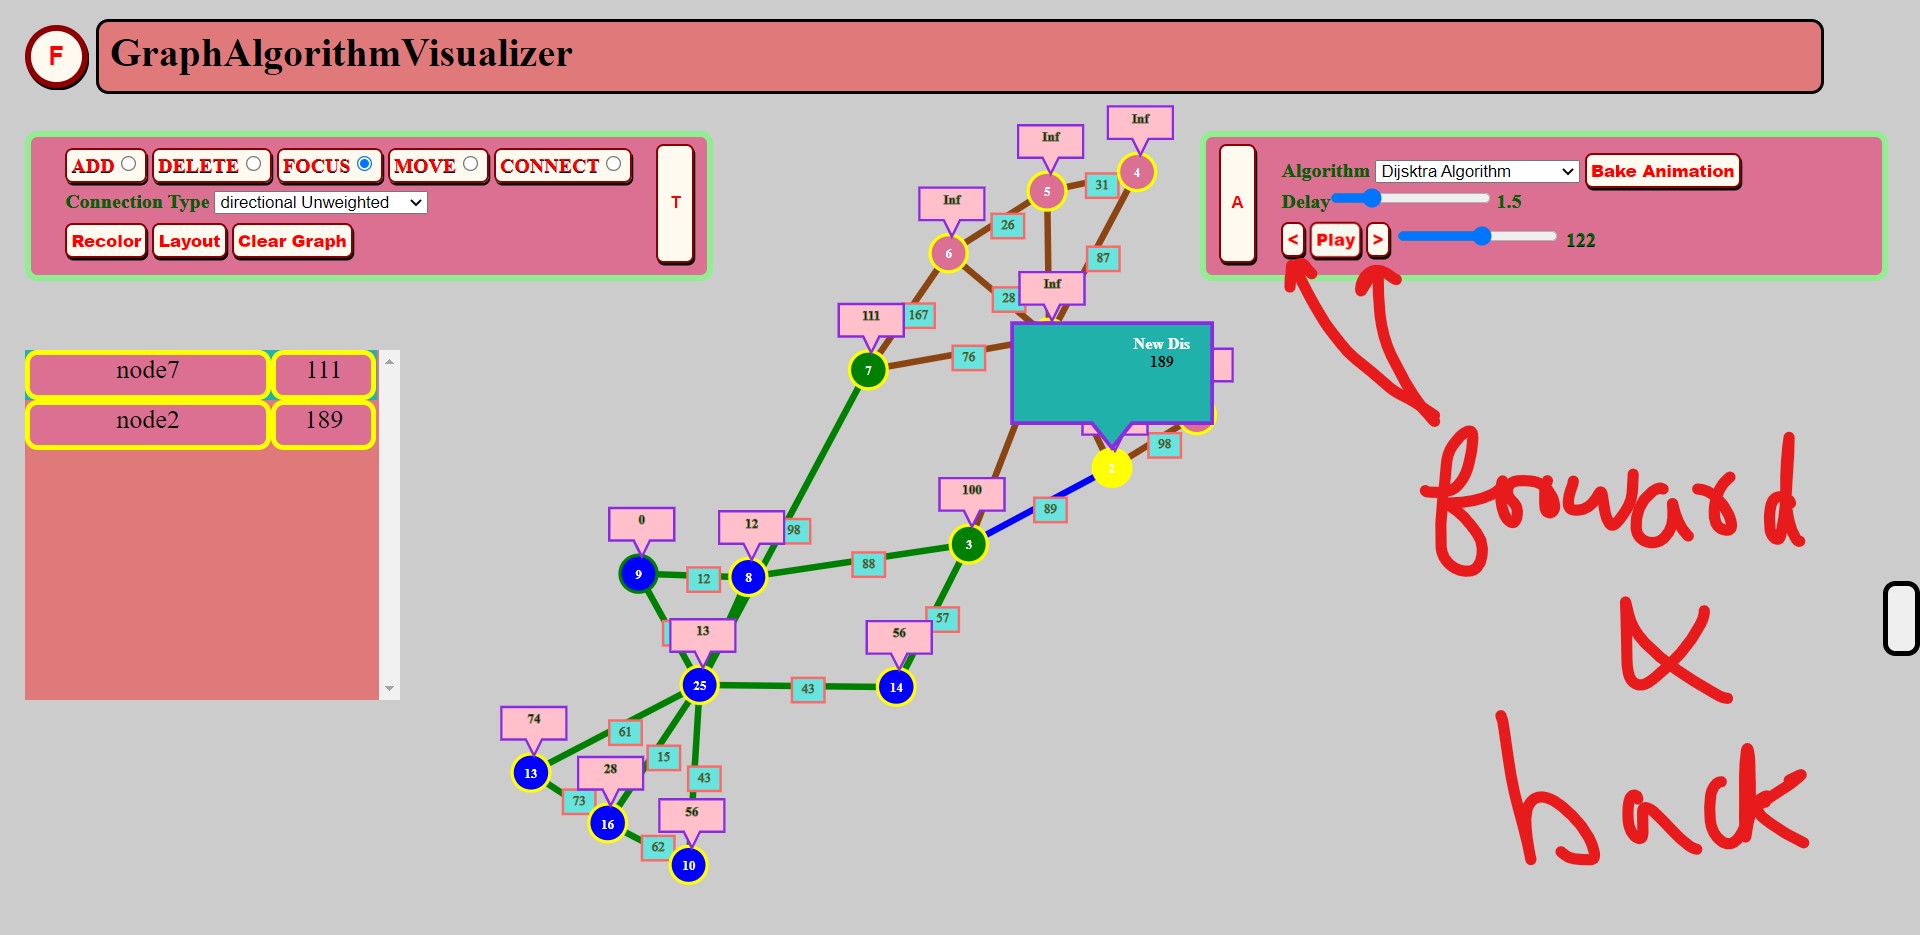 F
GraphAlgorithmVisualizer
ADD DELETE FOCUS MOVE CONNECT
Connection Type directional Unweighted
Recolor Layout Clear Graph
T
A
Algorithm Dijsktra Algorithm Bake Animation
Delay 1.5
< Play > 122
node7 111
node2 189
Inf
4
Inf
5
31
Inf
6
26
87
28
Inf
111
167
7
76
New Dis
189
98
2
89
100
3
98
12
8
88
0
9
12
57
56
14
13
25
43
61
15
43
74
13
73
28
16
62
56
10
forward
&
back